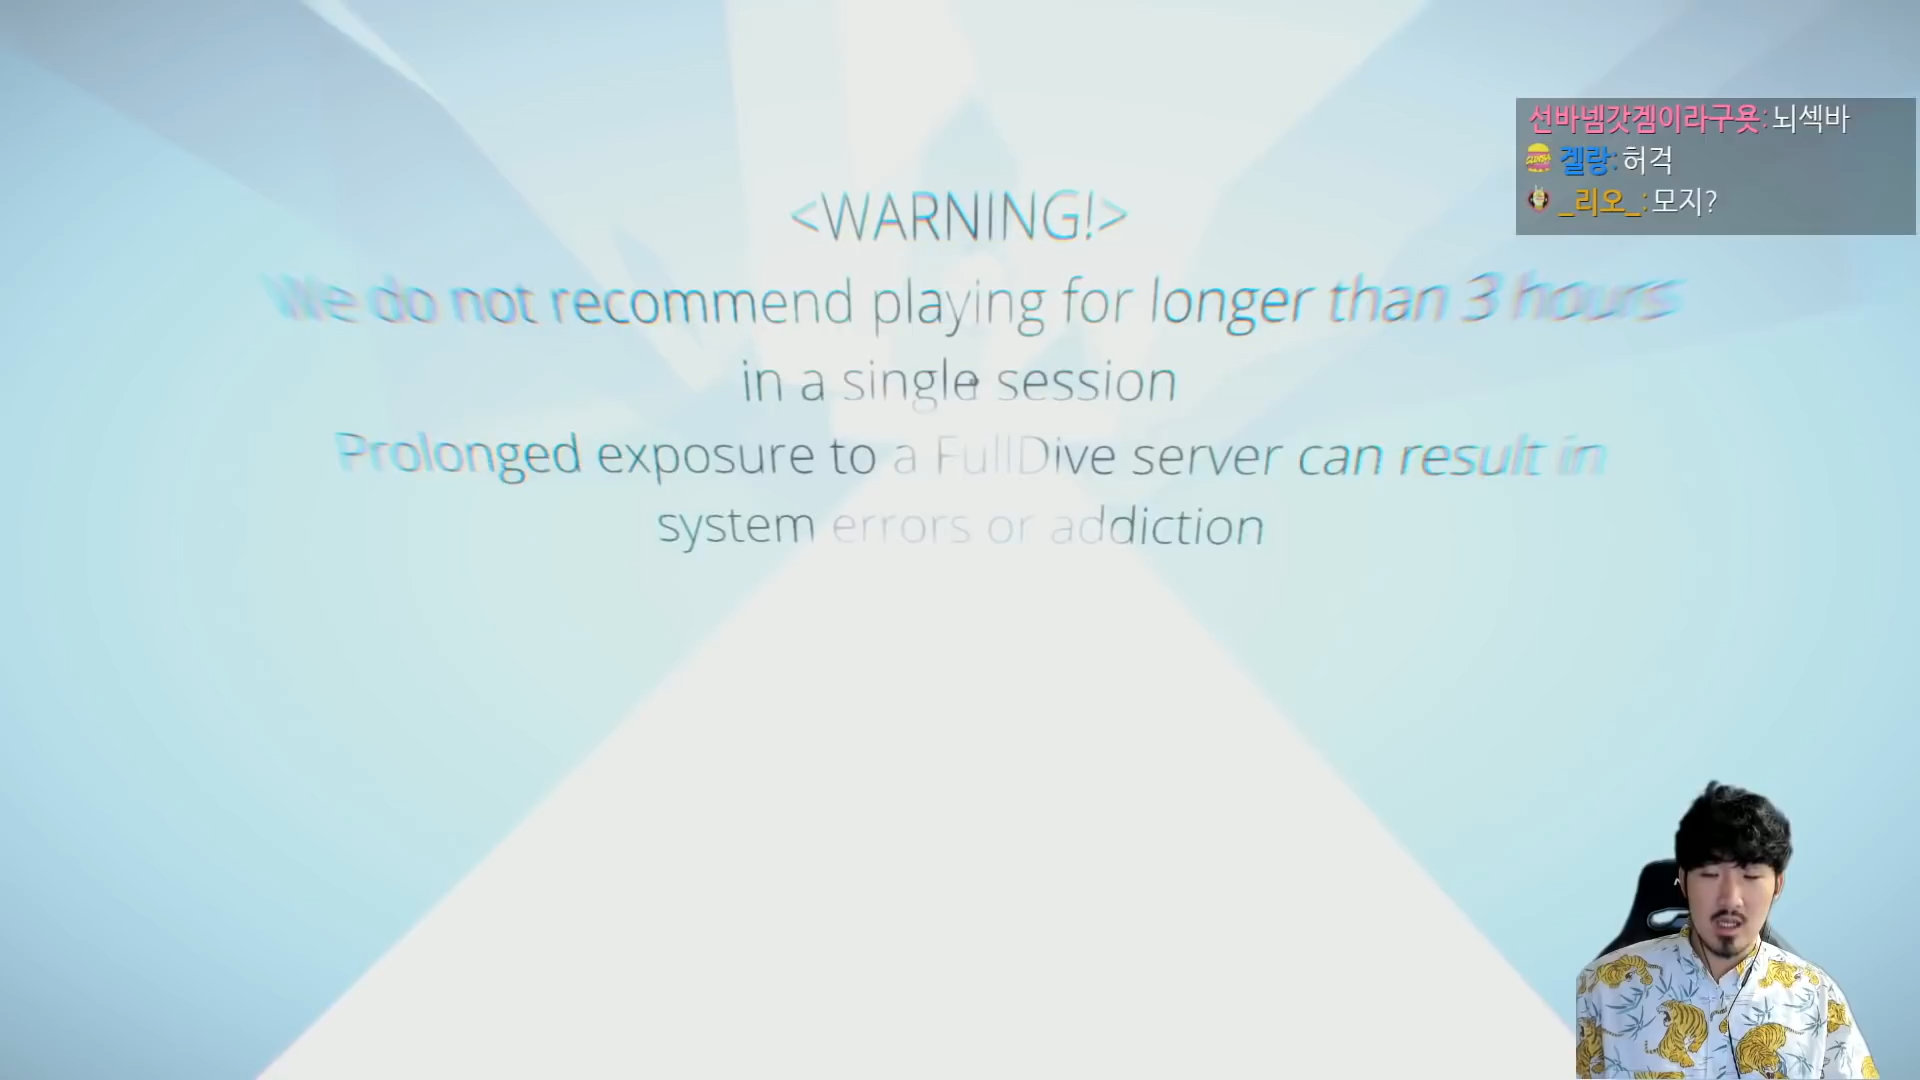 <WARNING!>
We do not recommend playing for longer than 3 hours
in a single session
Prolonged exposure to a FullDive server can result in
system errors or addiction
선바넴갓겜이라구욧: 뇌섹바
겔랑: 허걱
_리오_: 모지?